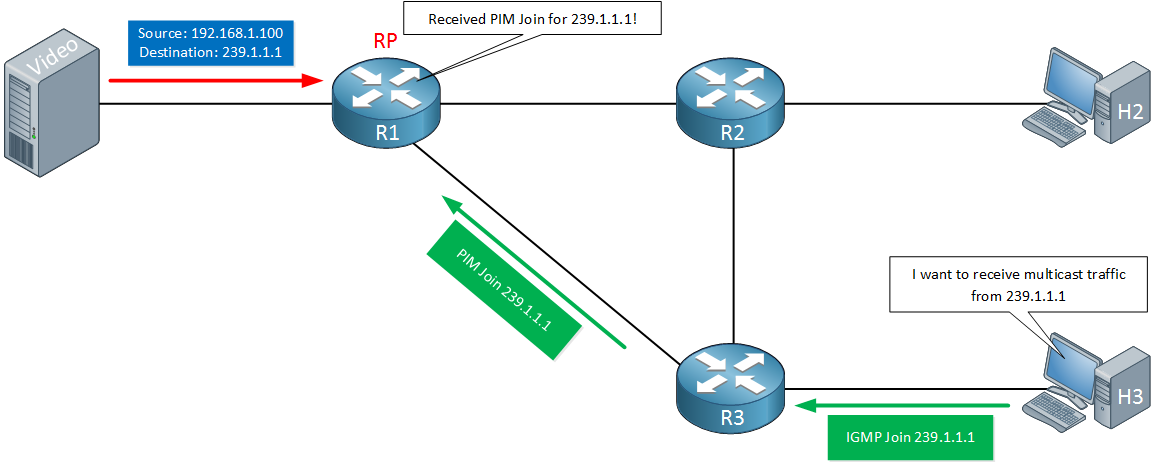 Received PIM Join for 239.1.1.1!
Source: 192.168.1.100
Destination: 239.1.1.1
RP
Video
R1
R2
H2
PIM Join 239.1.1.1
I want to receive multicast traffic
from 239.1.1.1
R3
H3
IGMP Join 239.1.1.1